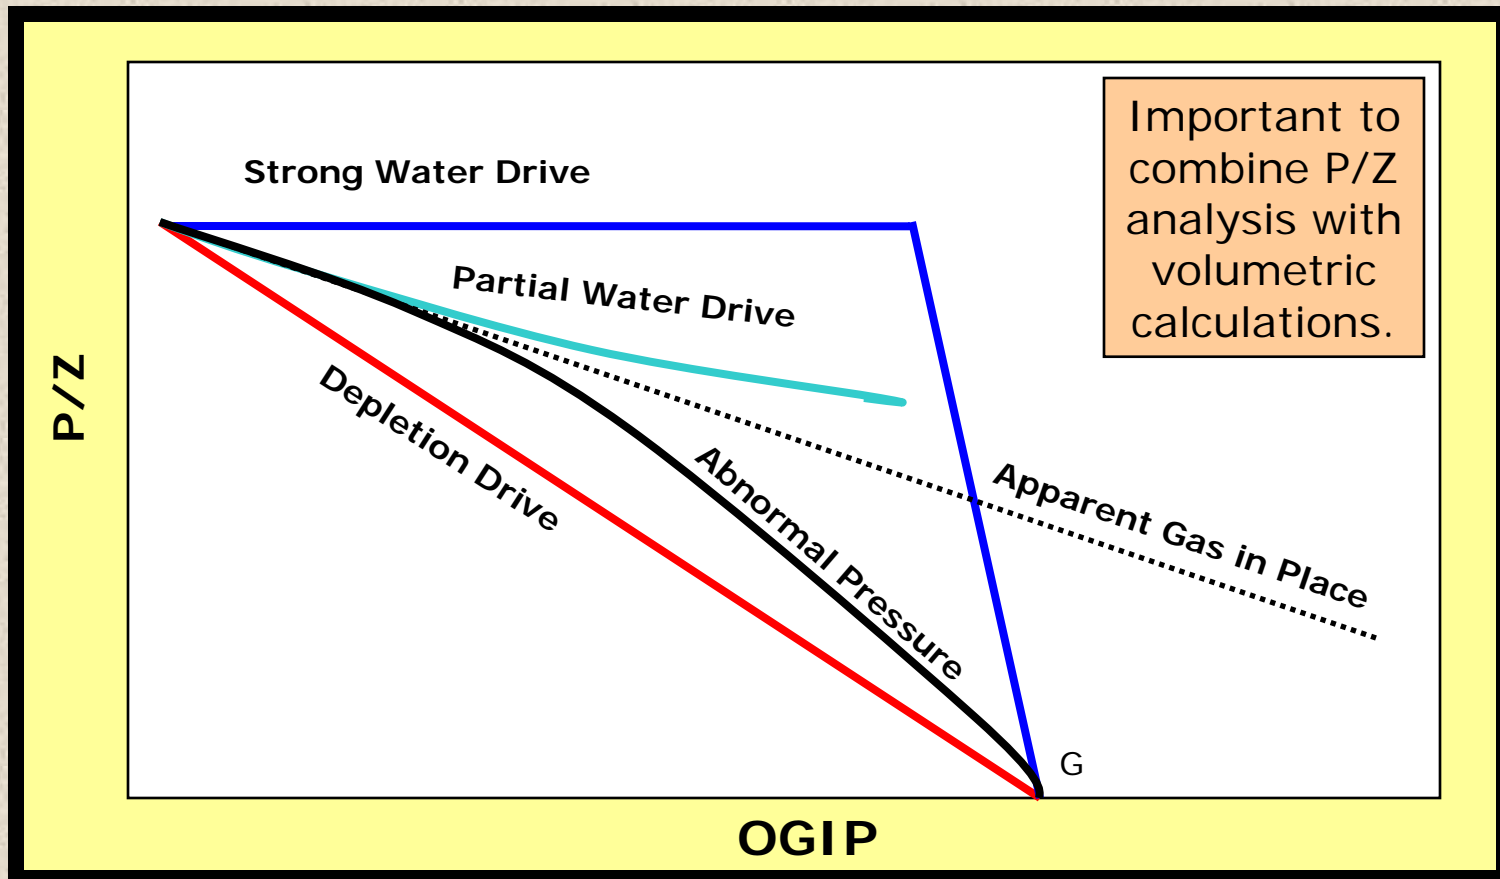 Important to
combine P/Z
analysis with
volumetric
calculations.
Strong Water Drive
Partial Water Drive
Depletion Drive
Abnormal Pressure
Apparent Gas in Place
P/Z
G
OGIP